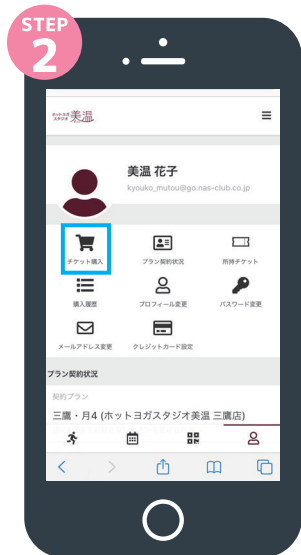 STEP
2
ホットヨガ
スタジオ 美温
美温 花子
kyouko_mutou@go.nas-club.co.jp
チケット購入
プラン契約状況
所持チケット
購入履歴
プロフィール変更
パスワード変更
メールアドレス変更
クレジットカード設定
プラン契約状況
契約プラン
三鷹・月4 (ホットヨガスタジオ美温 三鷹店)